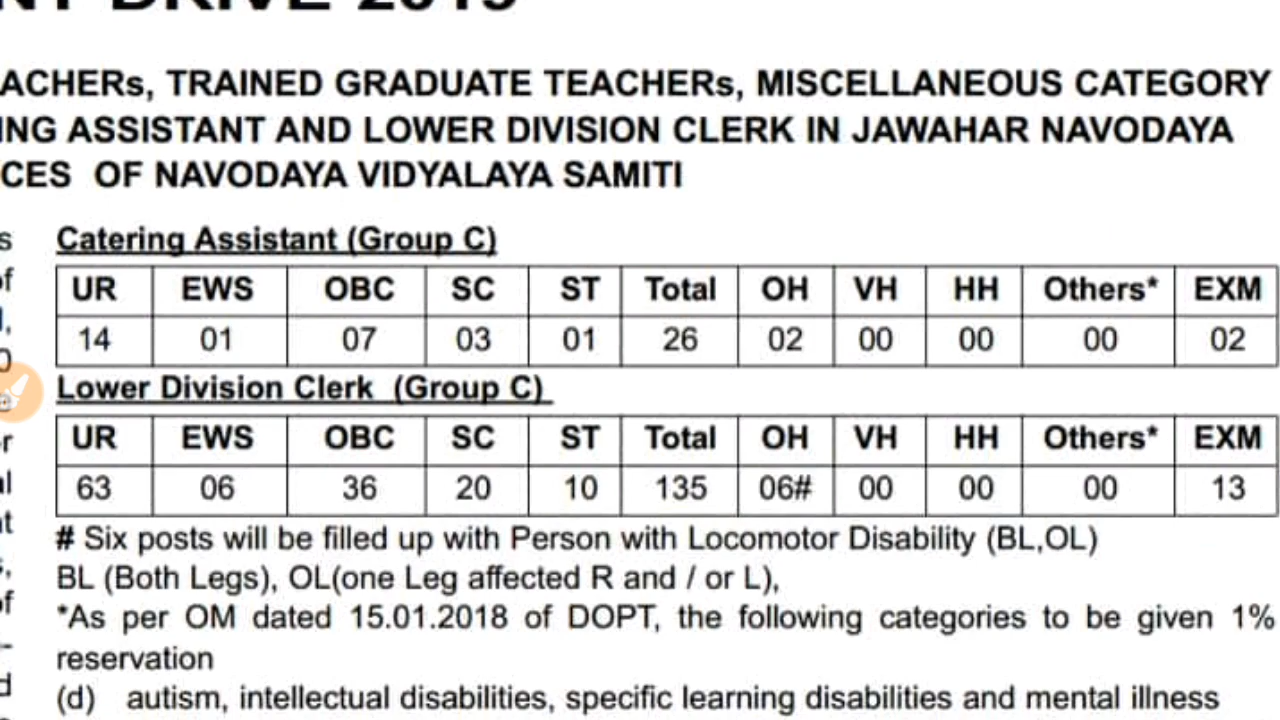 NT DRIVE 2019
ACHERs, TRAINED GRADUATE TEACHERs, MISCELLANEOUS CATEGORY
ING ASSISTANT AND LOWER DIVISION CLERK IN JAWAHAR NAVODAYA
CES OF NAVODAYA VIDYALAYA SAMITI
Catering Assistant (Group C)
UR EWS OBC SC ST Total OH VH HH Others* EXM
14 01 07 03 01 26 02 00 00 00 02
Lower Division Clerk (Group C)
UR EWS OBC SC ST Total OH VH HH Others* EXM
63 06 36 20 10 135 06# 00 00 00 13
# Six posts will be filled up with Person with Locomotor Disability (BL,OL)
BL (Both Legs), OL(one Leg affected R and / or L),
*As per OM dated 15.01.2018 of DOPT, the following categories to be given 1%
reservation
(d) autism, intellectual disabilities, specific learning disabilities and mental illness